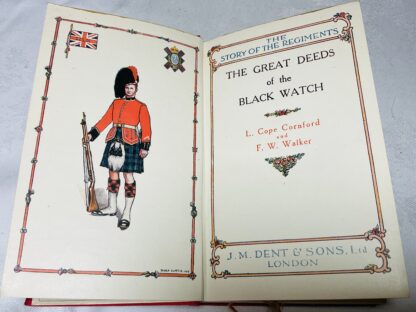 THE
STORY OF THE REGIMENTS
THE GREAT DEEDS
of the
BLACK WATCH
L. Cope Cornford
and
F. W. Walker
J. M. DENT & SONS, Ltd
LONDON